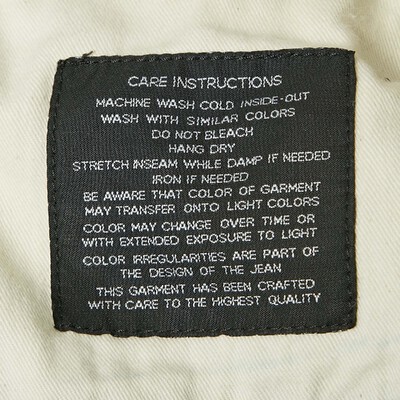 CARE INSTRUCTIONS
MACHINE WASH COLD INSIDE-OUT
WASH WITH SIMILAR COLORS
DO NOT BLEACH
HANG DRY
STRETCH INSEAM WHILE DAMP IF NEEDED
IRON IF NEEDED
BE AWARE THAT COLOR OF GARMENT
MAY TRANSFER ONTO LIGHT COLORS
COLOR MAY CHANGE OVER TIME OR
WITH EXTENDED EXPOSURE TO LIGHT
COLOR IRREGULARITIES ARE PART OF
THE DESIGN OF THE JEAN
THIS GARMENT HAS BEEN CRAFTED
WITH CARE TO THE HIGHEST QUALITY